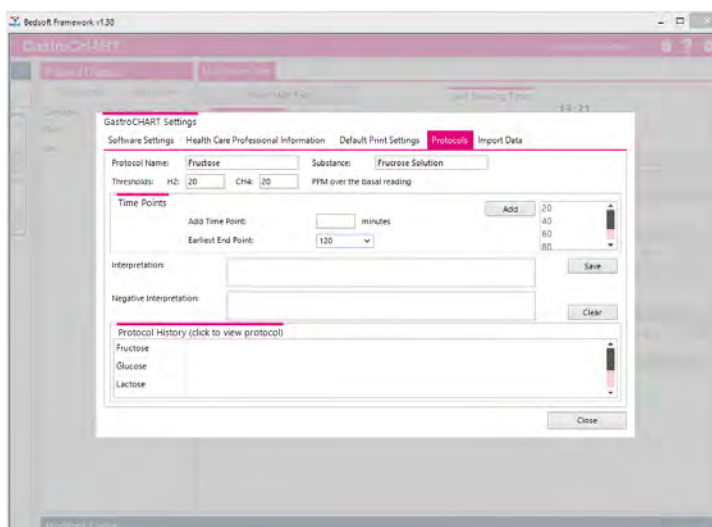 Bedsoft Framework v1.30
GastroCHART
GastroCHART Settings
Software Settings Health Care Professional Information Default Print Settings Protocols Import Data
Protocol Name: Fructose Substance: Frucrose Solution
Thresholds: H2: 20 CH4: 20 PPM over the basal reading
Time Points
Add Time Point: minutes Add
Earliest End Point: 120
20
40
60
80
Interpretation: Save
Negative Interpretation: Clear
Protocol History (click to view protocol)
Fructose
Glucose
Lactose
Close